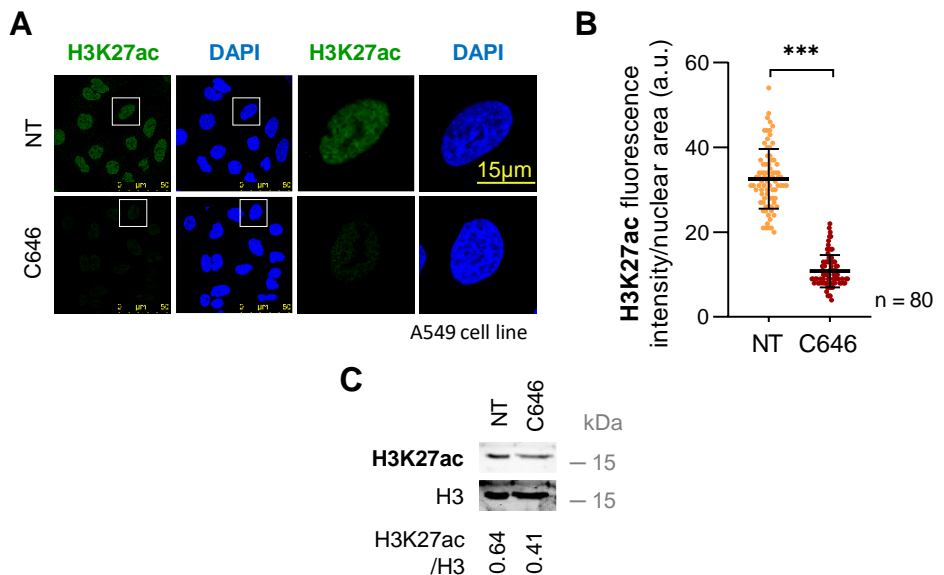 A
H3K27ac DAPI H3K27ac DAPI
NT
15μm
C646
A549 cell line
B
H3K27ac fluorescence
intensity/nuclear area (a.u.)
60
40
20
0
***
n = 80
NT C646
C
NT C646
kDa
H3K27ac
– 15
H3
– 15
H3K27ac
/H3
0.64 0.41